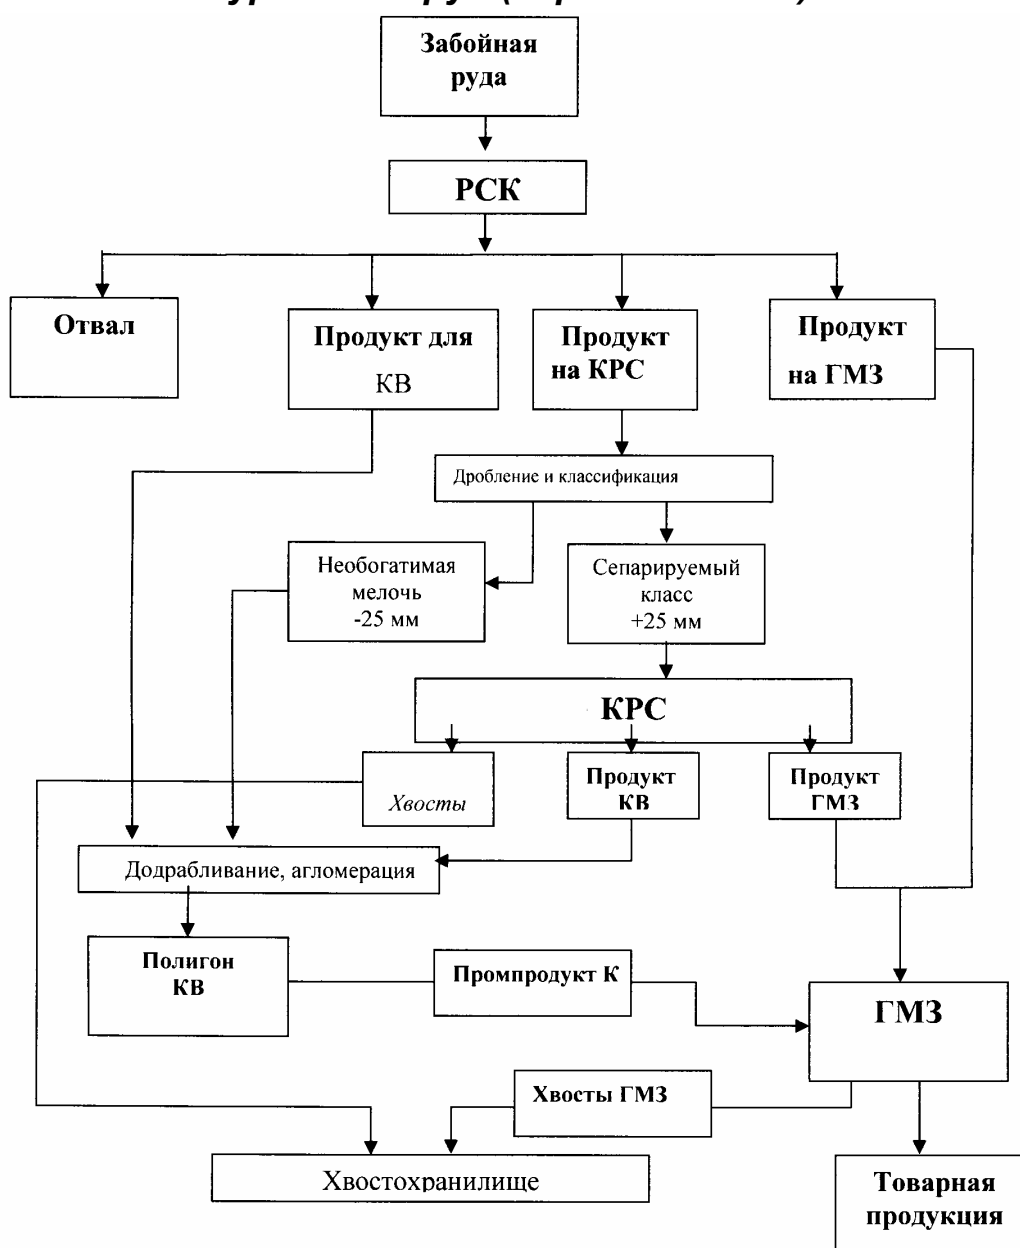 Забойная
руда
РСК
Отвал
Продукт для
КВ
Продукт
на КРС
Продукт
на ГМЗ
Дробление и классификация
Необогатимая
мелочь
-25 мм
Сепарируемый
класс
+25 мм
КРС
Хвосты
Продукт
КВ
Продукт
ГМЗ
Додрабливание, агломерация
Полигон
КВ
Промпродукт К
ГМЗ
Хвосты ГМЗ
Хвостохранилище
Товарная
продукция